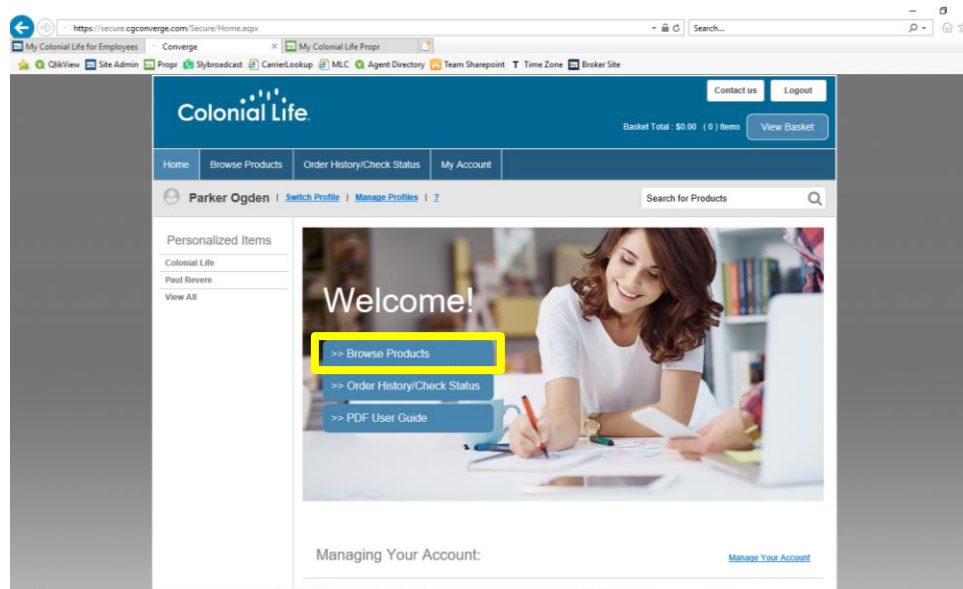 https://secure.cgconverge.com/Secure/Home.aspx
Search...
My Colonial Life for Employees
Converge
My Colonial Life Propr
QlikView
Site Admin
Propr
Slybroadcast
CarrierLookup
MLC
Agent Directory
Team Sharepoint
T Time Zone
Broker Site
Colonial Life.
Contact us
Logout
Basket Total : $0.00 ( 0 ) Items
View Basket
Home
Browse Products
Order History/Check Status
My Account
Parker Ogden | Switch Profile | Manage Profiles | ?
Search for Products
Personalized Items
Colonial Life
Paul Revere
View All
Welcome!
>> Browse Products
>> Order History/Check Status
>> PDF User Guide
Managing Your Account:
Manage Your Account